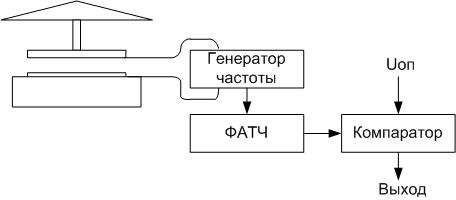 Генератор
частоты
Uоп
ФАТЧ
Компаратор
Выход